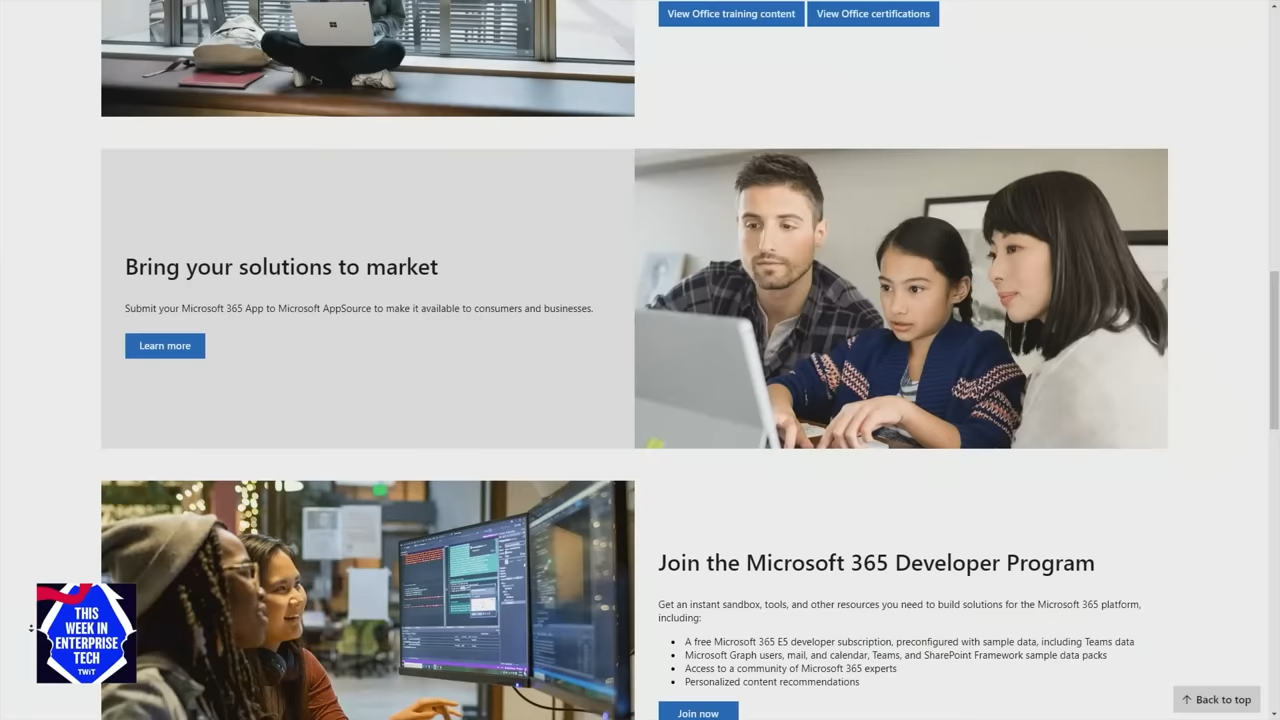 View Office training content
View Office certifications
Bring your solutions to market
Submit your Microsoft 365 App to Microsoft AppSource to make it available to consumers and businesses.
Learn more
Join the Microsoft 365 Developer Program
Get an instant sandbox, tools, and other resources you need to build solutions for the Microsoft 365 platform,
including:
• A free Microsoft 365 E5 developer subscription, preconfigured with sample data, including Teams data
• Microsoft Graph users, mail, and calendar, Teams, and SharePoint Framework sample data packs
• Access to a community of Microsoft 365 experts
• Personalized content recommendations
Join now
↑ Back to top
THIS
WEEK IN
ENTERPRISE
TECH
TWiT